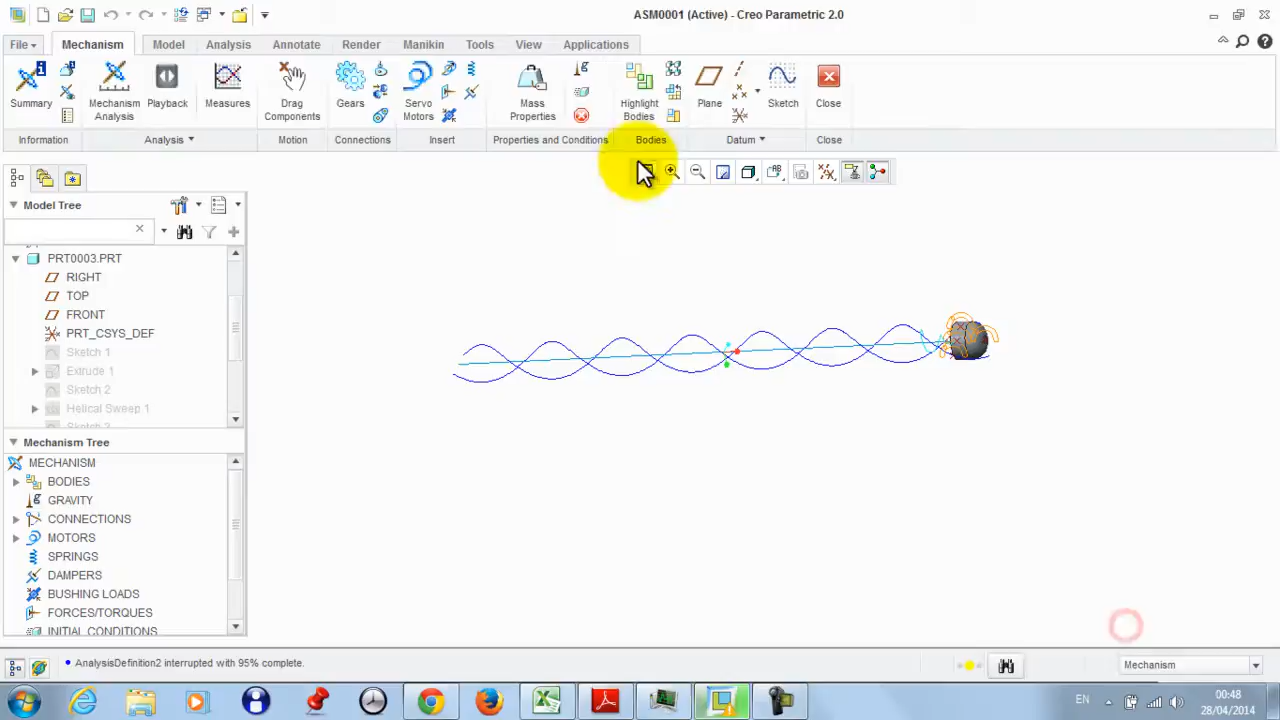 ASM0001 (Active) - Creo Parametric 2.0
File
Mechanism
Model
Analysis
Annotate
Render
Manikin
Tools
View
Applications
Summary
Mechanism
Analysis
Playback
Measures
Drag
Components
Gears
Servo
Motors
Mass
Properties
Highlight
Bodies
Plane
Sketch
Close
Information
Analysis
Motion
Connections
Insert
Properties and Conditions
Bodies
Datum
Close
Model Tree
PRT0003.PRT
RIGHT
TOP
FRONT
PRT_CSYS_DEF
Sketch 1
Extrude 1
Sketch 2
Helical Sweep 1
Mechanism Tree
MECHANISM
BODIES
GRAVITY
CONNECTIONS
MOTORS
SPRINGS
DAMPERS
BUSHING LOADS
FORCES/TORQUES
INITIAL CONDITIONS
AnalysisDefinition2 interrupted with 95% complete.
Mechanism
EN
00:48
28/04/2014